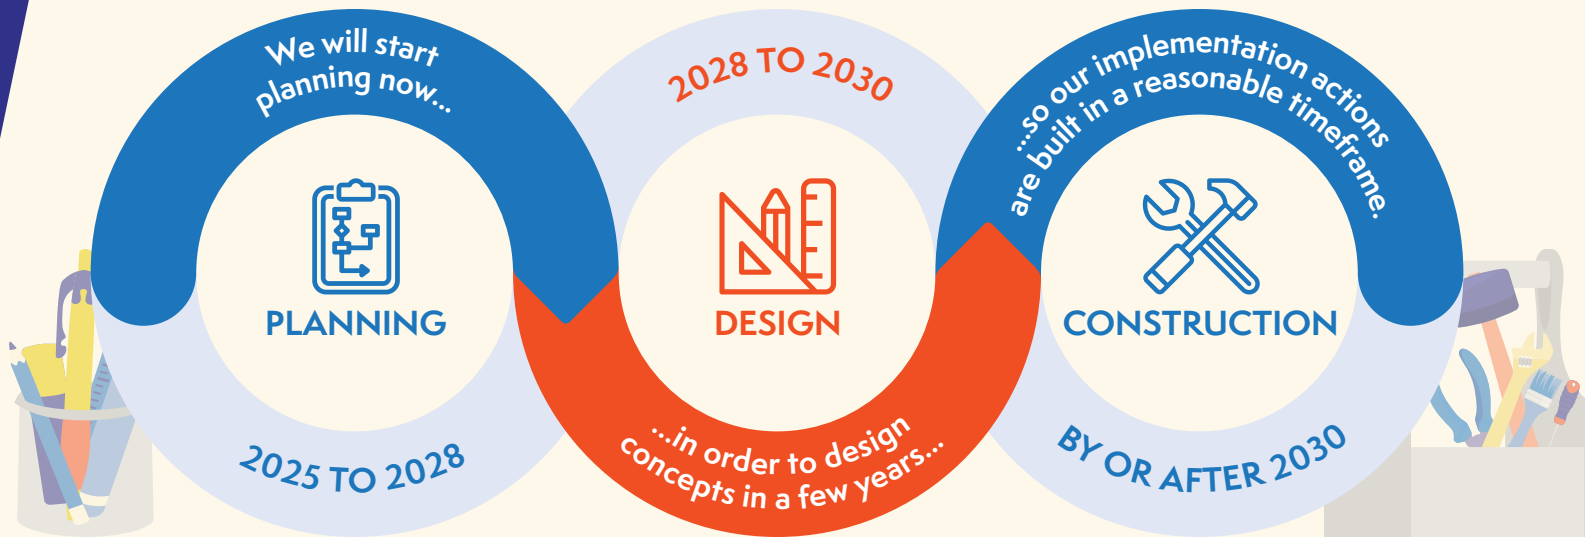 We will start
planning now...
PLANNING
2025 TO 2028
2028 TO 2030
DESIGN
...in order to design
concepts in a few years...
...so our implementation actions
are built in a reasonable timeframe.
CONSTRUCTION
BY OR AFTER 2030